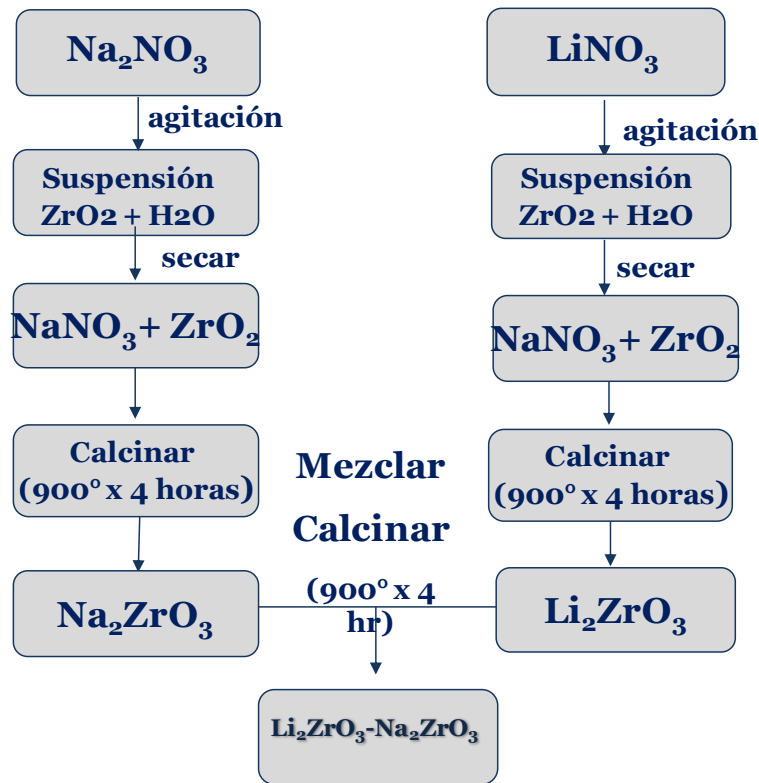 Na₂NO₃
agitación
Suspensión
ZrO2 + H2O
secar
NaNO₃+ ZrO₂
Calcinar
(900° x 4 horas)
Na₂ZrO₃
LiNO₃
agitación
Suspensión
ZrO2 + H2O
secar
NaNO₃+ ZrO₂
Calcinar
(900° x 4 horas)
Li₂ZrO₃
Mezclar
Calcinar
(900° x 4
hr)
Li₂ZrO₃-Na₂ZrO₃